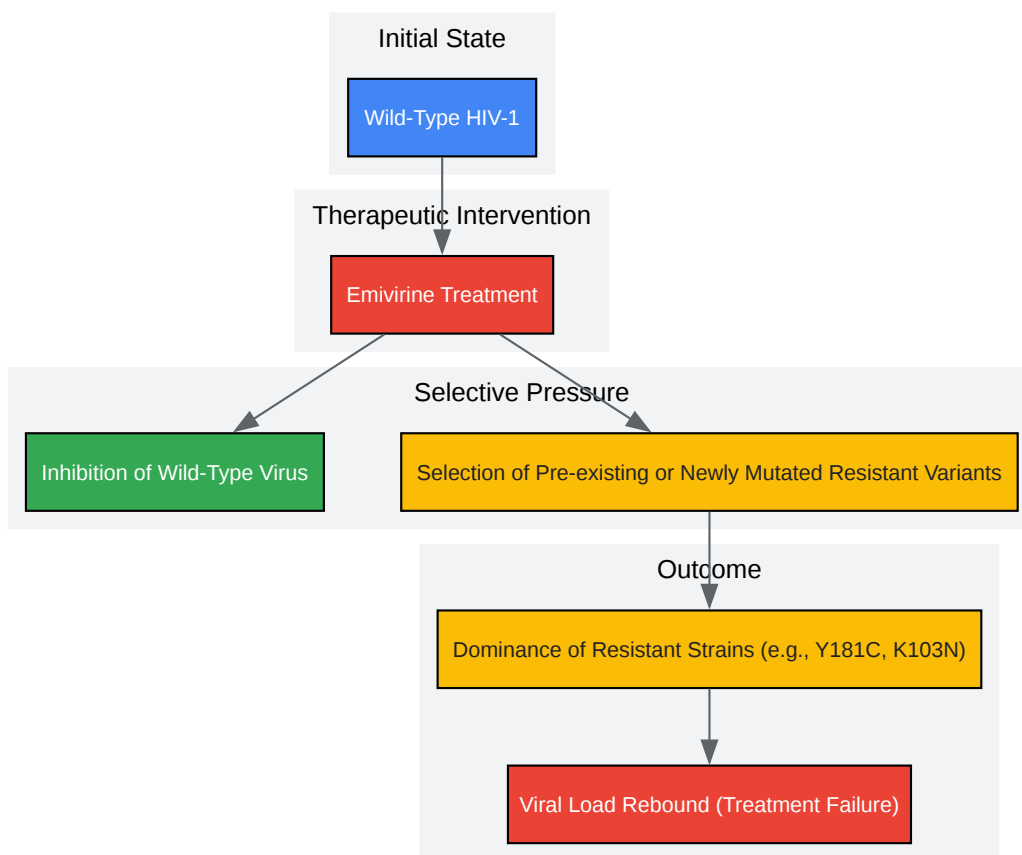 Initial State
Wild-Type HIV-1
Therapeutic Intervention
Emivirine Treatment
Selective Pressure
Inhibition of Wild-Type Virus
Selection of Pre-existing or Newly Mutated Resistant Variants
Outcome
Dominance of Resistant Strains (e.g., Y181C, K103N)
Viral Load Rebound (Treatment Failure)